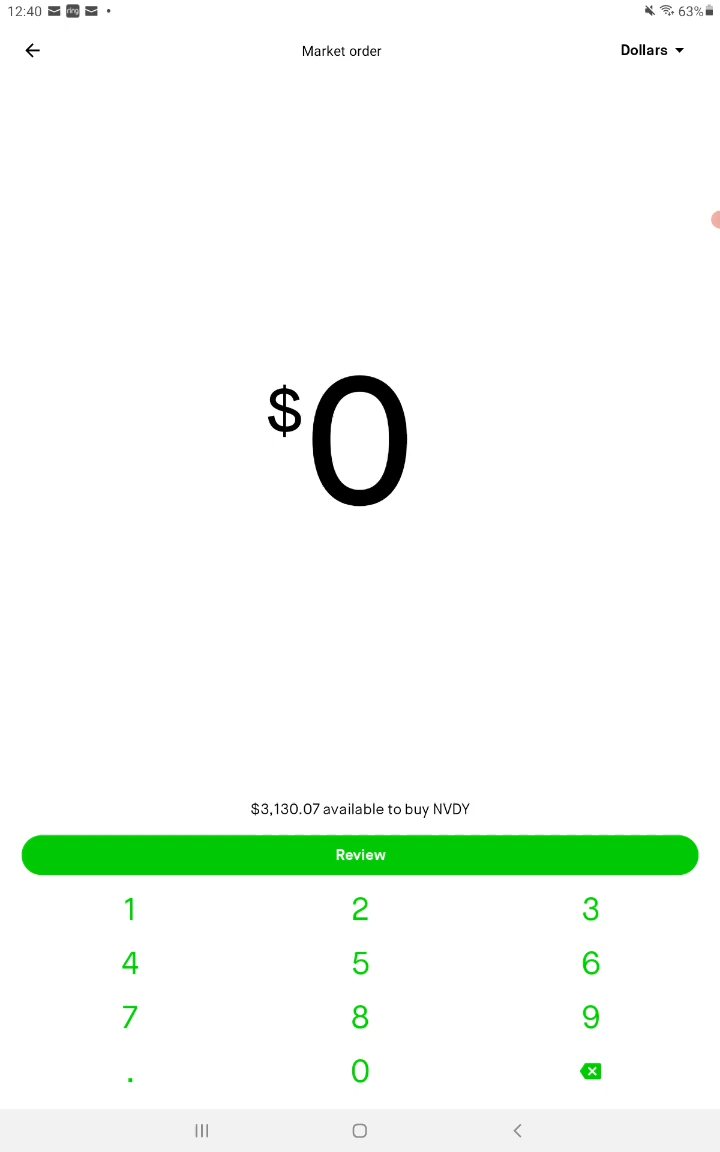 12:40 ring 63%
Market order Dollars
$0
$3,130.07 available to buy NVDY
Review
1 2 3
4 5 6
7 8 9
. 0